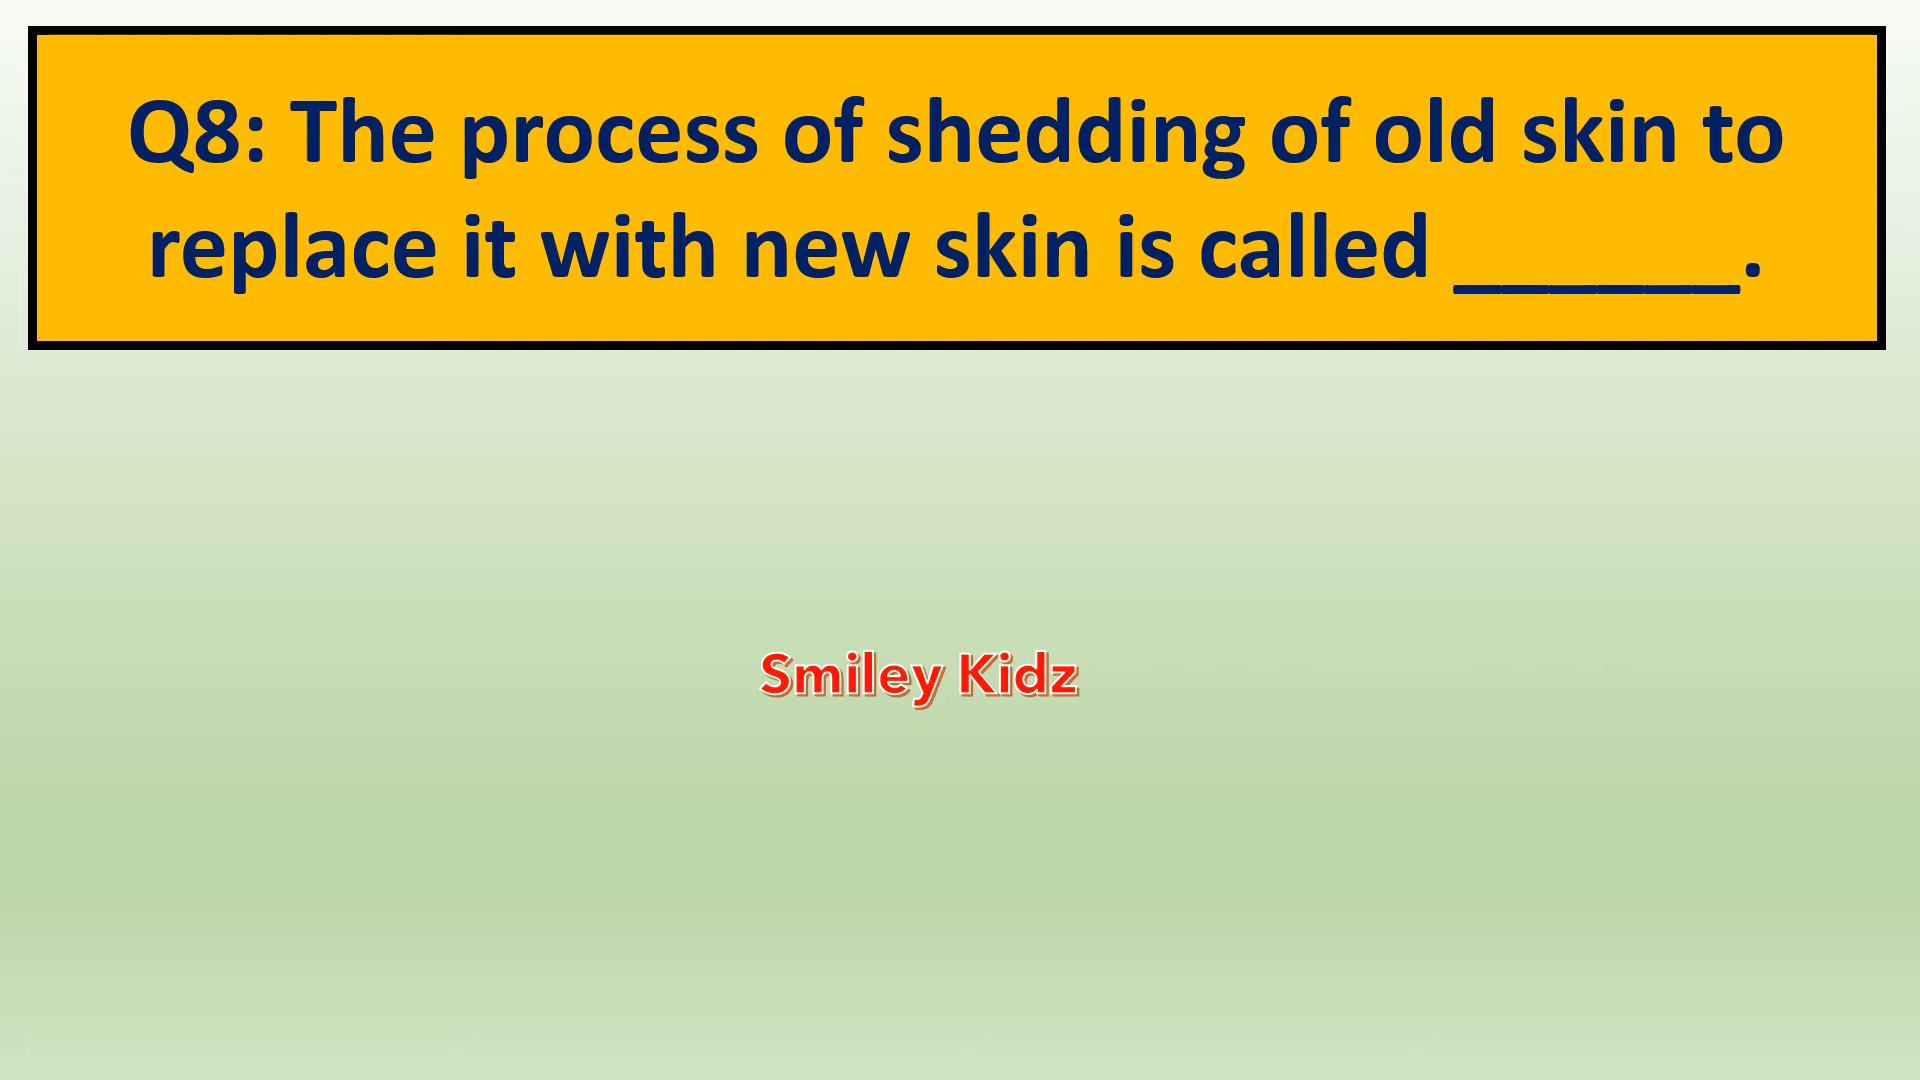 Q8: The process of shedding of old skin to
replace it with new skin is called ______.
Smiley Kidz